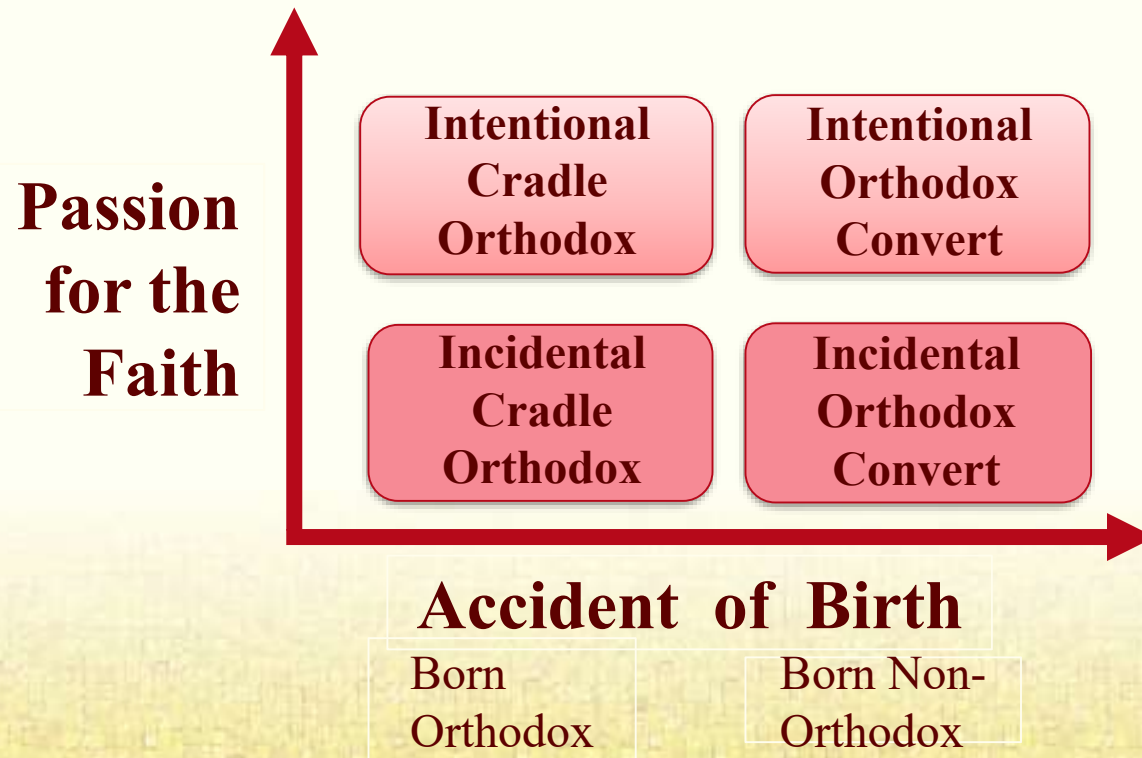 Passion
for the
Faith
Intentional
Cradle
Orthodox
Intentional
Orthodox
Convert
Incidental
Cradle
Orthodox
Incidental
Orthodox
Convert
Accident of Birth
Born
Orthodox
Born Non-
Orthodox